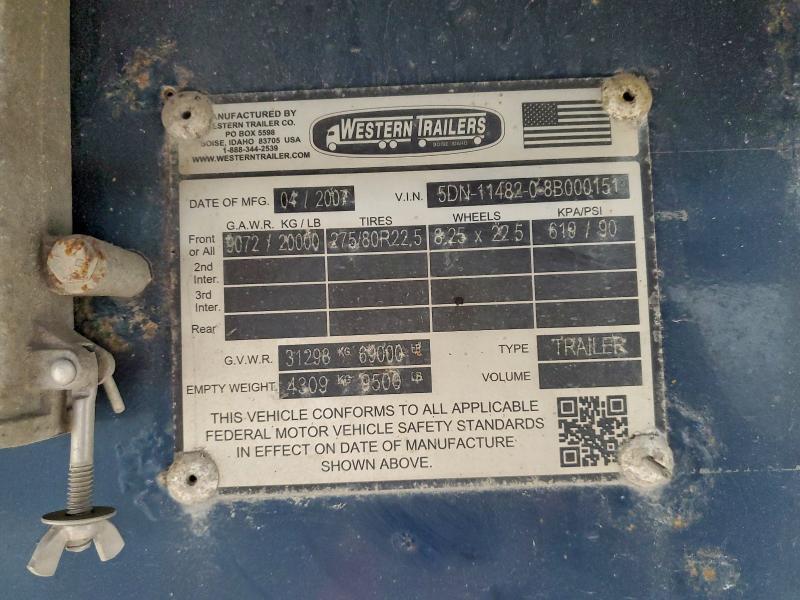 MANUFACTURED BY
WESTERN TRAILER CO.
PO BOX 5598
BOISE, IDAHO 83705 USA
1-888-344-2539
WWW.WESTERNTRAILER.COM
WESTERN TRAILERS
BOISE, IDAHO
DATE OF MFG. 04 / 2007 V.I.N. 5DN-11482-0-8B000151
G.A.W.R. KG / LB TIRES WHEELS KPA/PSI
Front or All 9072 / 20000 275/80R22,5 8.25 x 22.5 610 / 90
2nd Inter.
3rd Inter.
Rear
G.V.W.R. 31298 KG 69000 LB TYPE TRAILER
EMPTY WEIGHT 4309 KG 9500 LB VOLUME
THIS VEHICLE CONFORMS TO ALL APPLICABLE
FEDERAL MOTOR VEHICLE SAFETY STANDARDS
IN EFFECT ON DATE OF MANUFACTURE
SHOWN ABOVE.